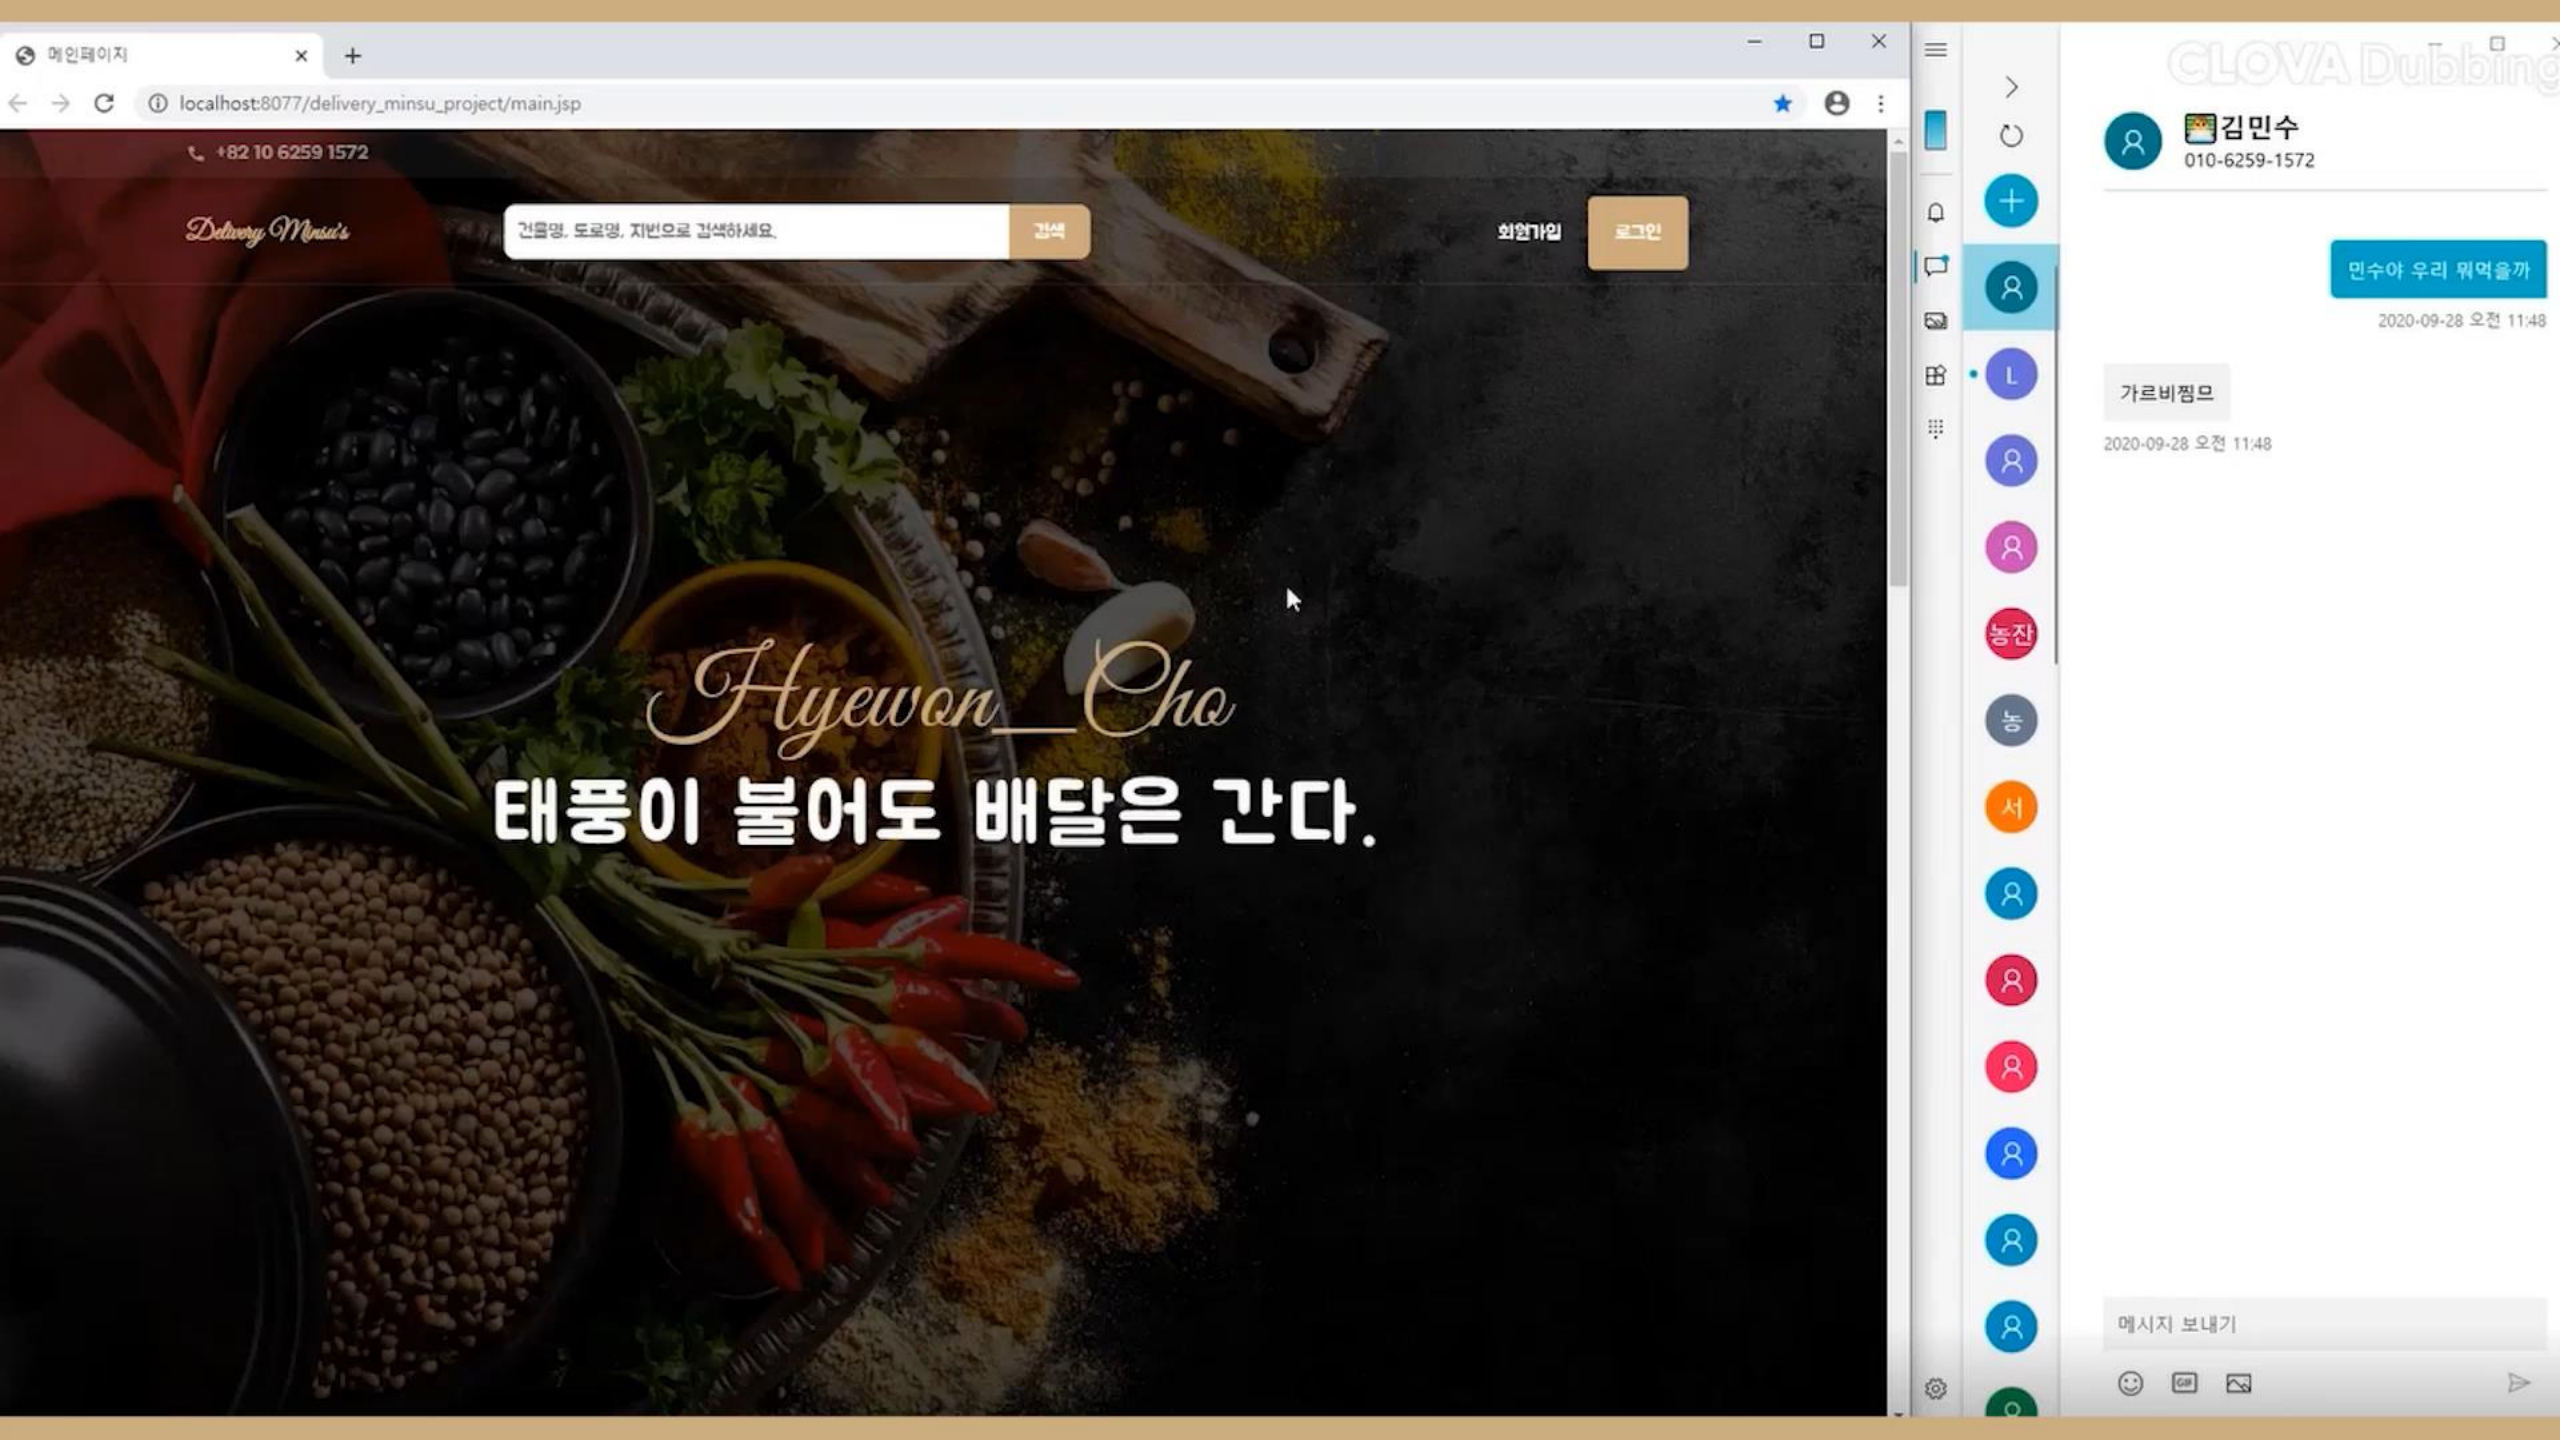 메인페이지
localhost:8077/delivery_minsu_project/main.jsp
+82 10 6259 1572
Delivery Minsu's
건물명, 도로명, 지번으로 검색하세요.
검색
회원가입
로그인
Hyewon_Cho
태풍이 불어도 배달은 간다.
L
농잔
농
서
CLOVA Dubbing
김민수
010-6259-1572
민수야 우리 뭐먹을까
2020-09-28 오전 11:48
가르비찜므
2020-09-28 오전 11:48
메시지 보내기
GIF